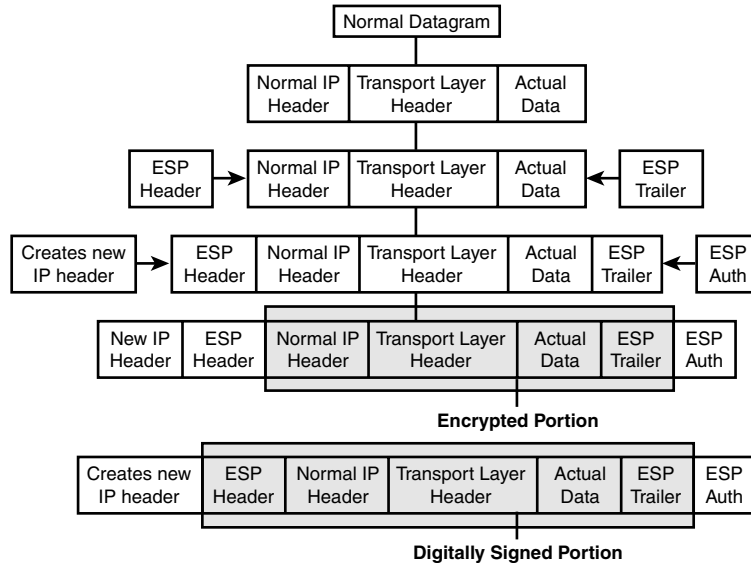 Normal Datagram
Normal IP Transport Layer Actual
Header Header Data
ESP Normal IP Transport Layer Actual ESP
Header Header Header Data Trailer
Creates new ESP Normal IP Transport Layer Actual ESP ESP
IP header Header Header Header Data Trailer Auth
New IP ESP Normal IP Transport Layer Actual ESP ESP
Header Header Header Header Data Trailer Auth
Encrypted Portion
Creates new ESP Normal IP Transport Layer Actual ESP ESP
IP header Header Header Header Data Trailer Auth
Digitally Signed Portion